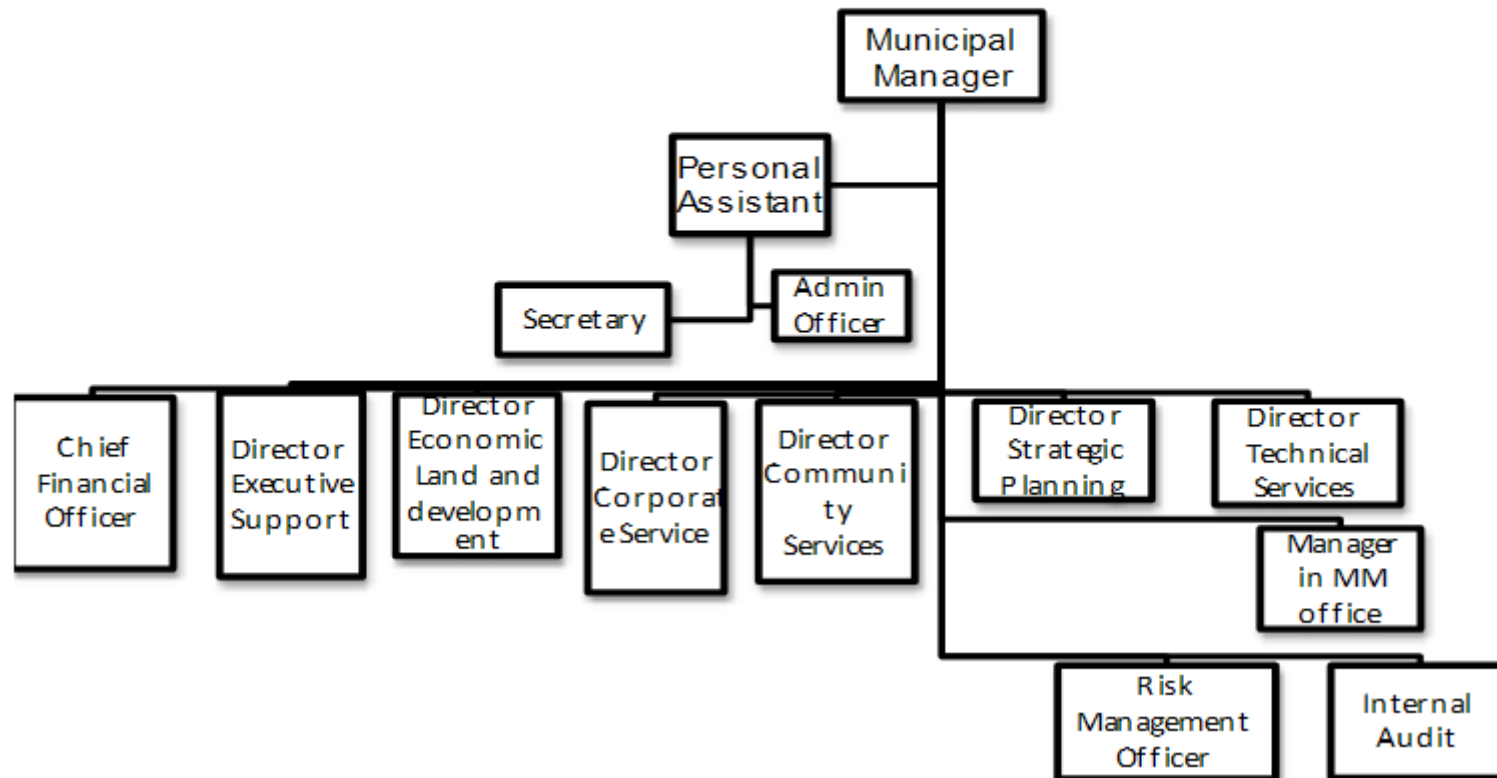 Municipal
Manager
Personal
Assistant
Secretary
Admin
Officer
Chief
Financial
Officer
Director
Executive
Support
Director
Economic
Land and
developm
ent
Director
Corporat
e Service
Director
Communi
ty
Services
Director
Strategic
Planning
Director
Technical
Services
Manager
in MM
office
Risk
Management
Officer
Internal
Audit